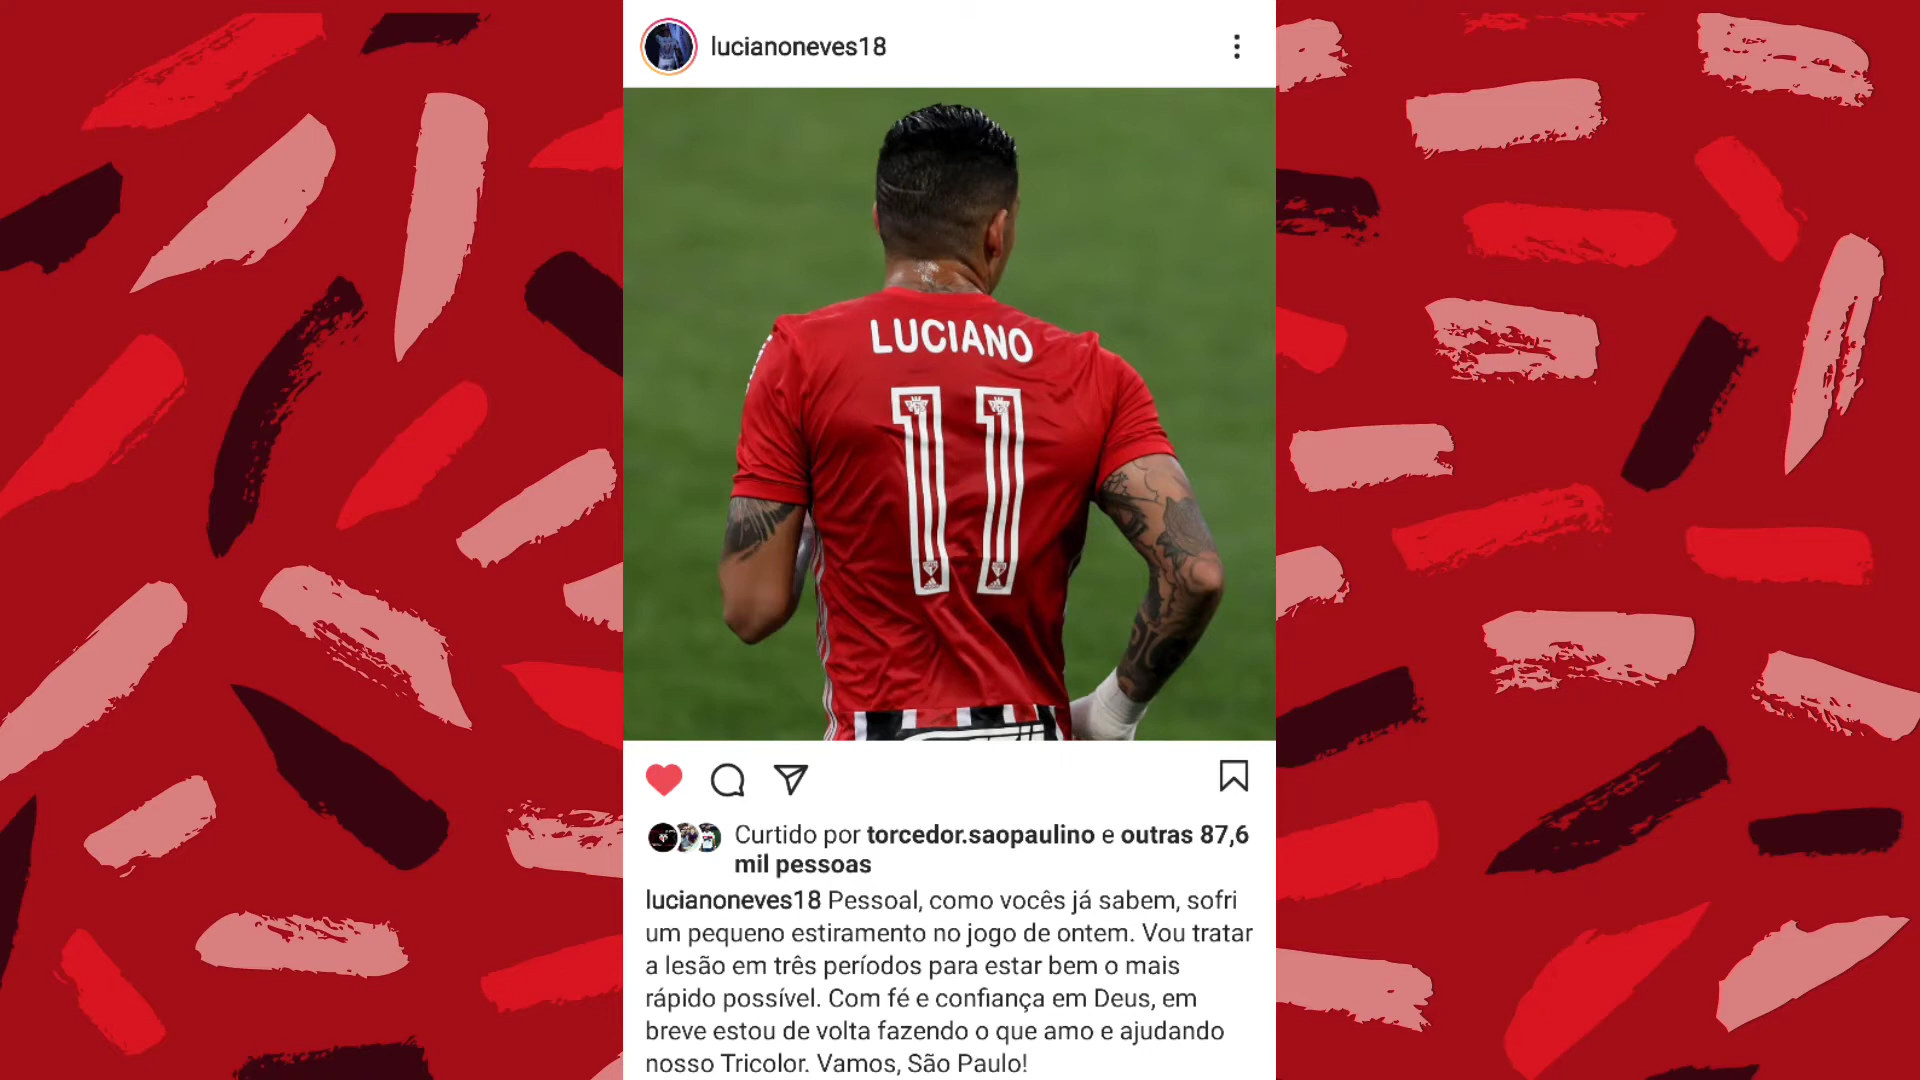 lucianoneves18
LUCIANO
11
Curtido por torcedor.saopaulino e outras 87,6
mil pessoas
lucianoneves18 Pessoal, como vocês já sabem, sofri
um pequeno estiramento no jogo de ontem. Vou tratar
a lesão em três períodos para estar bem o mais
rápido possível. Com fé e confiança em Deus, em
breve estou de volta fazendo o que amo e ajudando
nosso Tricolor. Vamos, São Paulo!